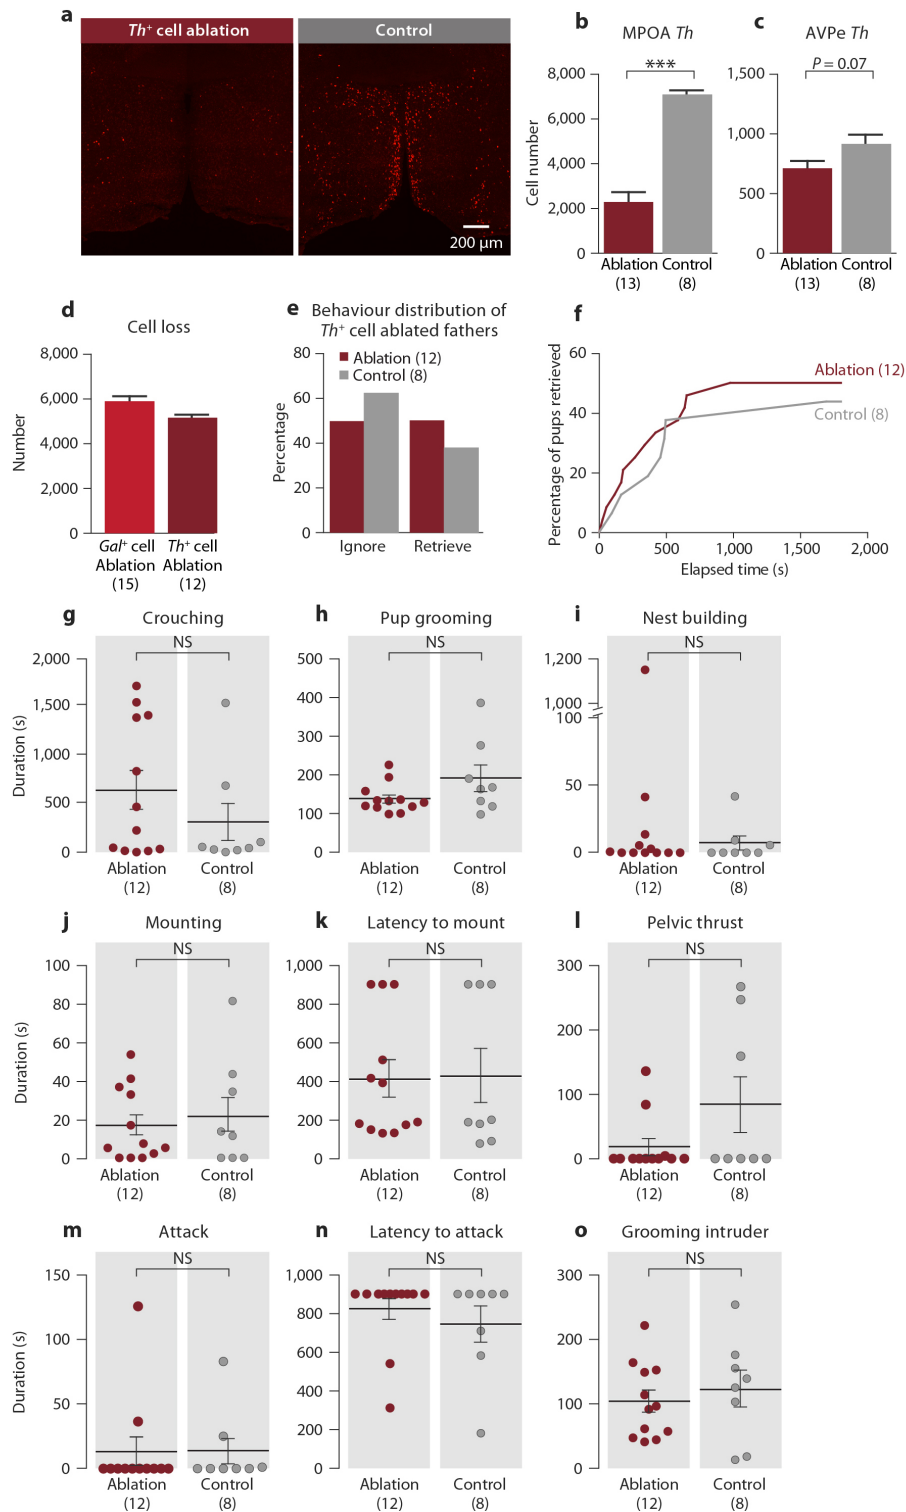 a
Th+ cell ablation
Control
200 µm
b
MPOA Th
***
8,000
6,000
4,000
2,000
0
Cell number
Ablation
(13)
Control
(8)
c
AVPe Th
P = 0.07
1,500
1,000
500
0
Ablation
(13)
Control
(8)
d
Cell loss
8,000
6,000
4,000
2,000
0
Number
Gal+ cell
Ablation
(15)
Th+ cell
Ablation
(12)
e
Behaviour distribution of
Th+ cell ablated fathers
Ablation (12)
Control (8)
80
60
40
20
0
Percentage
Ignore
Retrieve
f
60
40
20
0
Percentage of pups retrieved
Ablation (12)
Control (8)
0
500
1,000
1,500
2,000
Elapsed time (s)
g
Crouching
NS
2,000
1,500
1,000
500
0
Duration (s)
Ablation
(12)
Control
(8)
h
Pup grooming
NS
500
400
300
200
100
0
Ablation
(12)
Control
(8)
i
Nest building
NS
1,200
1,000
100
50
0
Ablation
(12)
Control
(8)
j
Mounting
NS
100
80
60
40
20
0
Duration (s)
Ablation
(12)
Control
(8)
k
Latency to mount
NS
1,000
800
600
400
200
0
Ablation
(12)
Control
(8)
l
Pelvic thrust
NS
300
200
100
0
Ablation
(12)
Control
(8)
m
Attack
NS
150
100
50
0
Duration (s)
Ablation
(12)
Control
(8)
n
Latency to attack
NS
1,000
800
600
400
200
0
Ablation
(12)
Control
(8)
o
Grooming intruder
NS
300
200
100
0
Ablation
(12)
Control
(8)